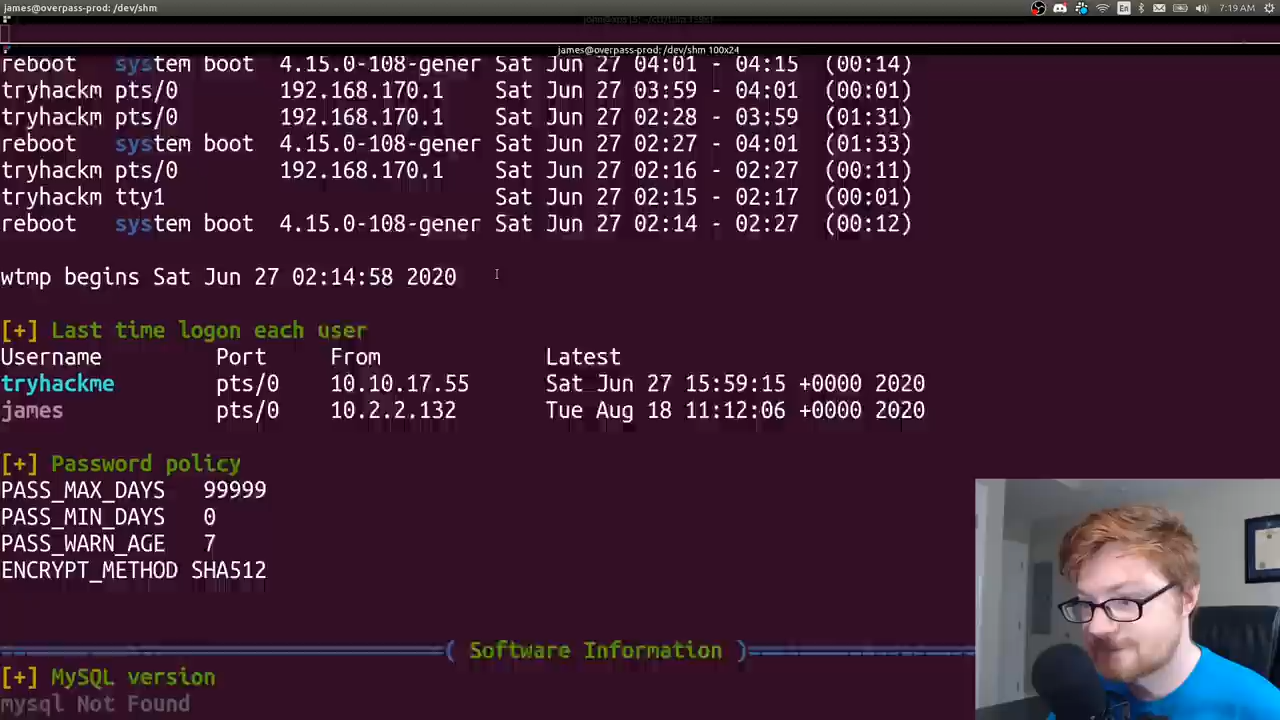 james@overpass-prod: /dev/shm
En
7:19 AM
james@overpass-prod: /dev/shm 100x24
reboot system boot 4.15.0-108-gener Sat Jun 27 04:01 - 04:15 (00:14)
tryhackm pts/0 192.168.170.1 Sat Jun 27 03:59 - 04:01 (00:01)
tryhackm pts/0 192.168.170.1 Sat Jun 27 02:28 - 03:59 (01:31)
reboot system boot 4.15.0-108-gener Sat Jun 27 02:27 - 04:01 (01:33)
tryhackm pts/0 192.168.170.1 Sat Jun 27 02:16 - 02:27 (00:11)
tryhackm tty1 Sat Jun 27 02:15 - 02:17 (00:01)
reboot system boot 4.15.0-108-gener Sat Jun 27 02:14 - 02:27 (00:12)
wtmp begins Sat Jun 27 02:14:58 2020
[+] Last time logon each user
Username Port From Latest
tryhackme pts/0 10.10.17.55 Sat Jun 27 15:59:15 +0000 2020
james pts/0 10.2.2.132 Tue Aug 18 11:12:06 +0000 2020
[+] Password policy
PASS_MAX_DAYS 99999
PASS_MIN_DAYS 0
PASS_WARN_AGE 7
ENCRYPT_METHOD SHA512
( Software Information )
[+] MySQL version
mysql Not Found